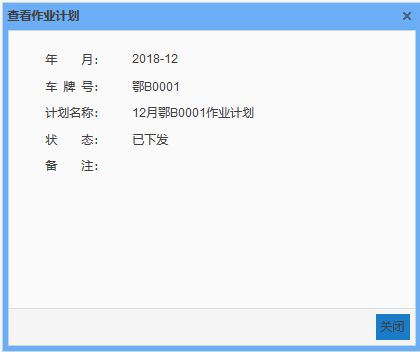 查看作业计划
年 月: 2018-12
车 牌 号: 鄂B0001
计划名称: 12月鄂B0001作业计划
状 态: 已下发
备 注:
关闭